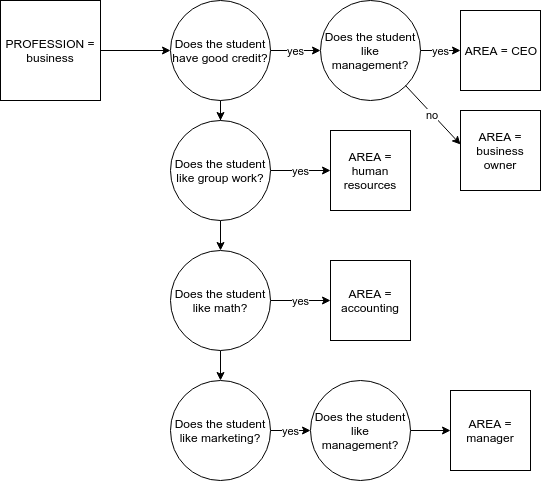 PROFESSION =
business
Does the student
have good credit?
yes
Does the student
like
management?
yes
AREA = CEO
no
AREA =
business
owner
Does the student
like group work?
yes
AREA =
human
resources
Does the student
like math?
yes
AREA =
accounting
Does the student
like marketing?
yes
Does the student
like
management?
AREA =
manager